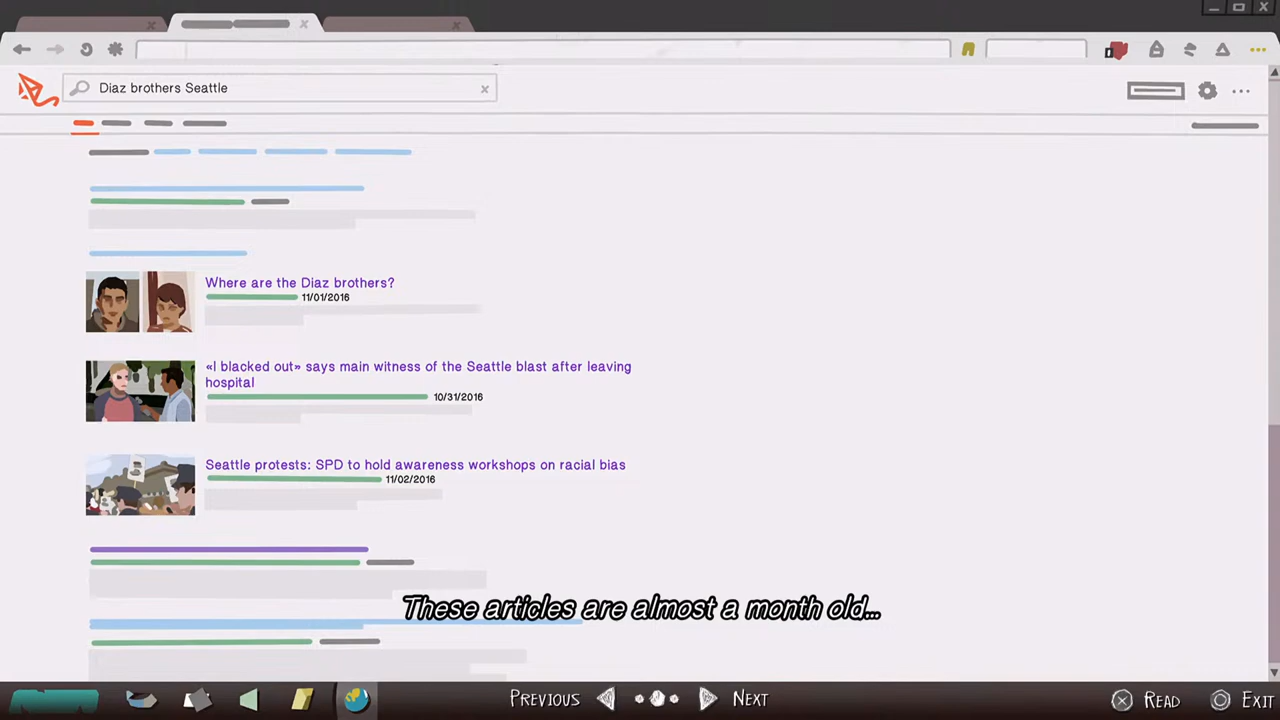 Diaz brothers Seattle
Where are the Diaz brothers?
11/01/2016
«I blacked out» says main witness of the Seattle blast after leaving
hospital
10/31/2016
Seattle protests: SPD to hold awareness workshops on racial bias
11/02/2016
These articles are almost a month old...
PREVIOUS NEXT READ EXIT